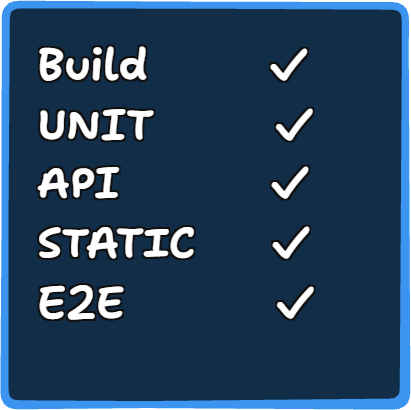 Build ✓
UNIT ✓
API ✓
STATIC ✓
E2E ✓